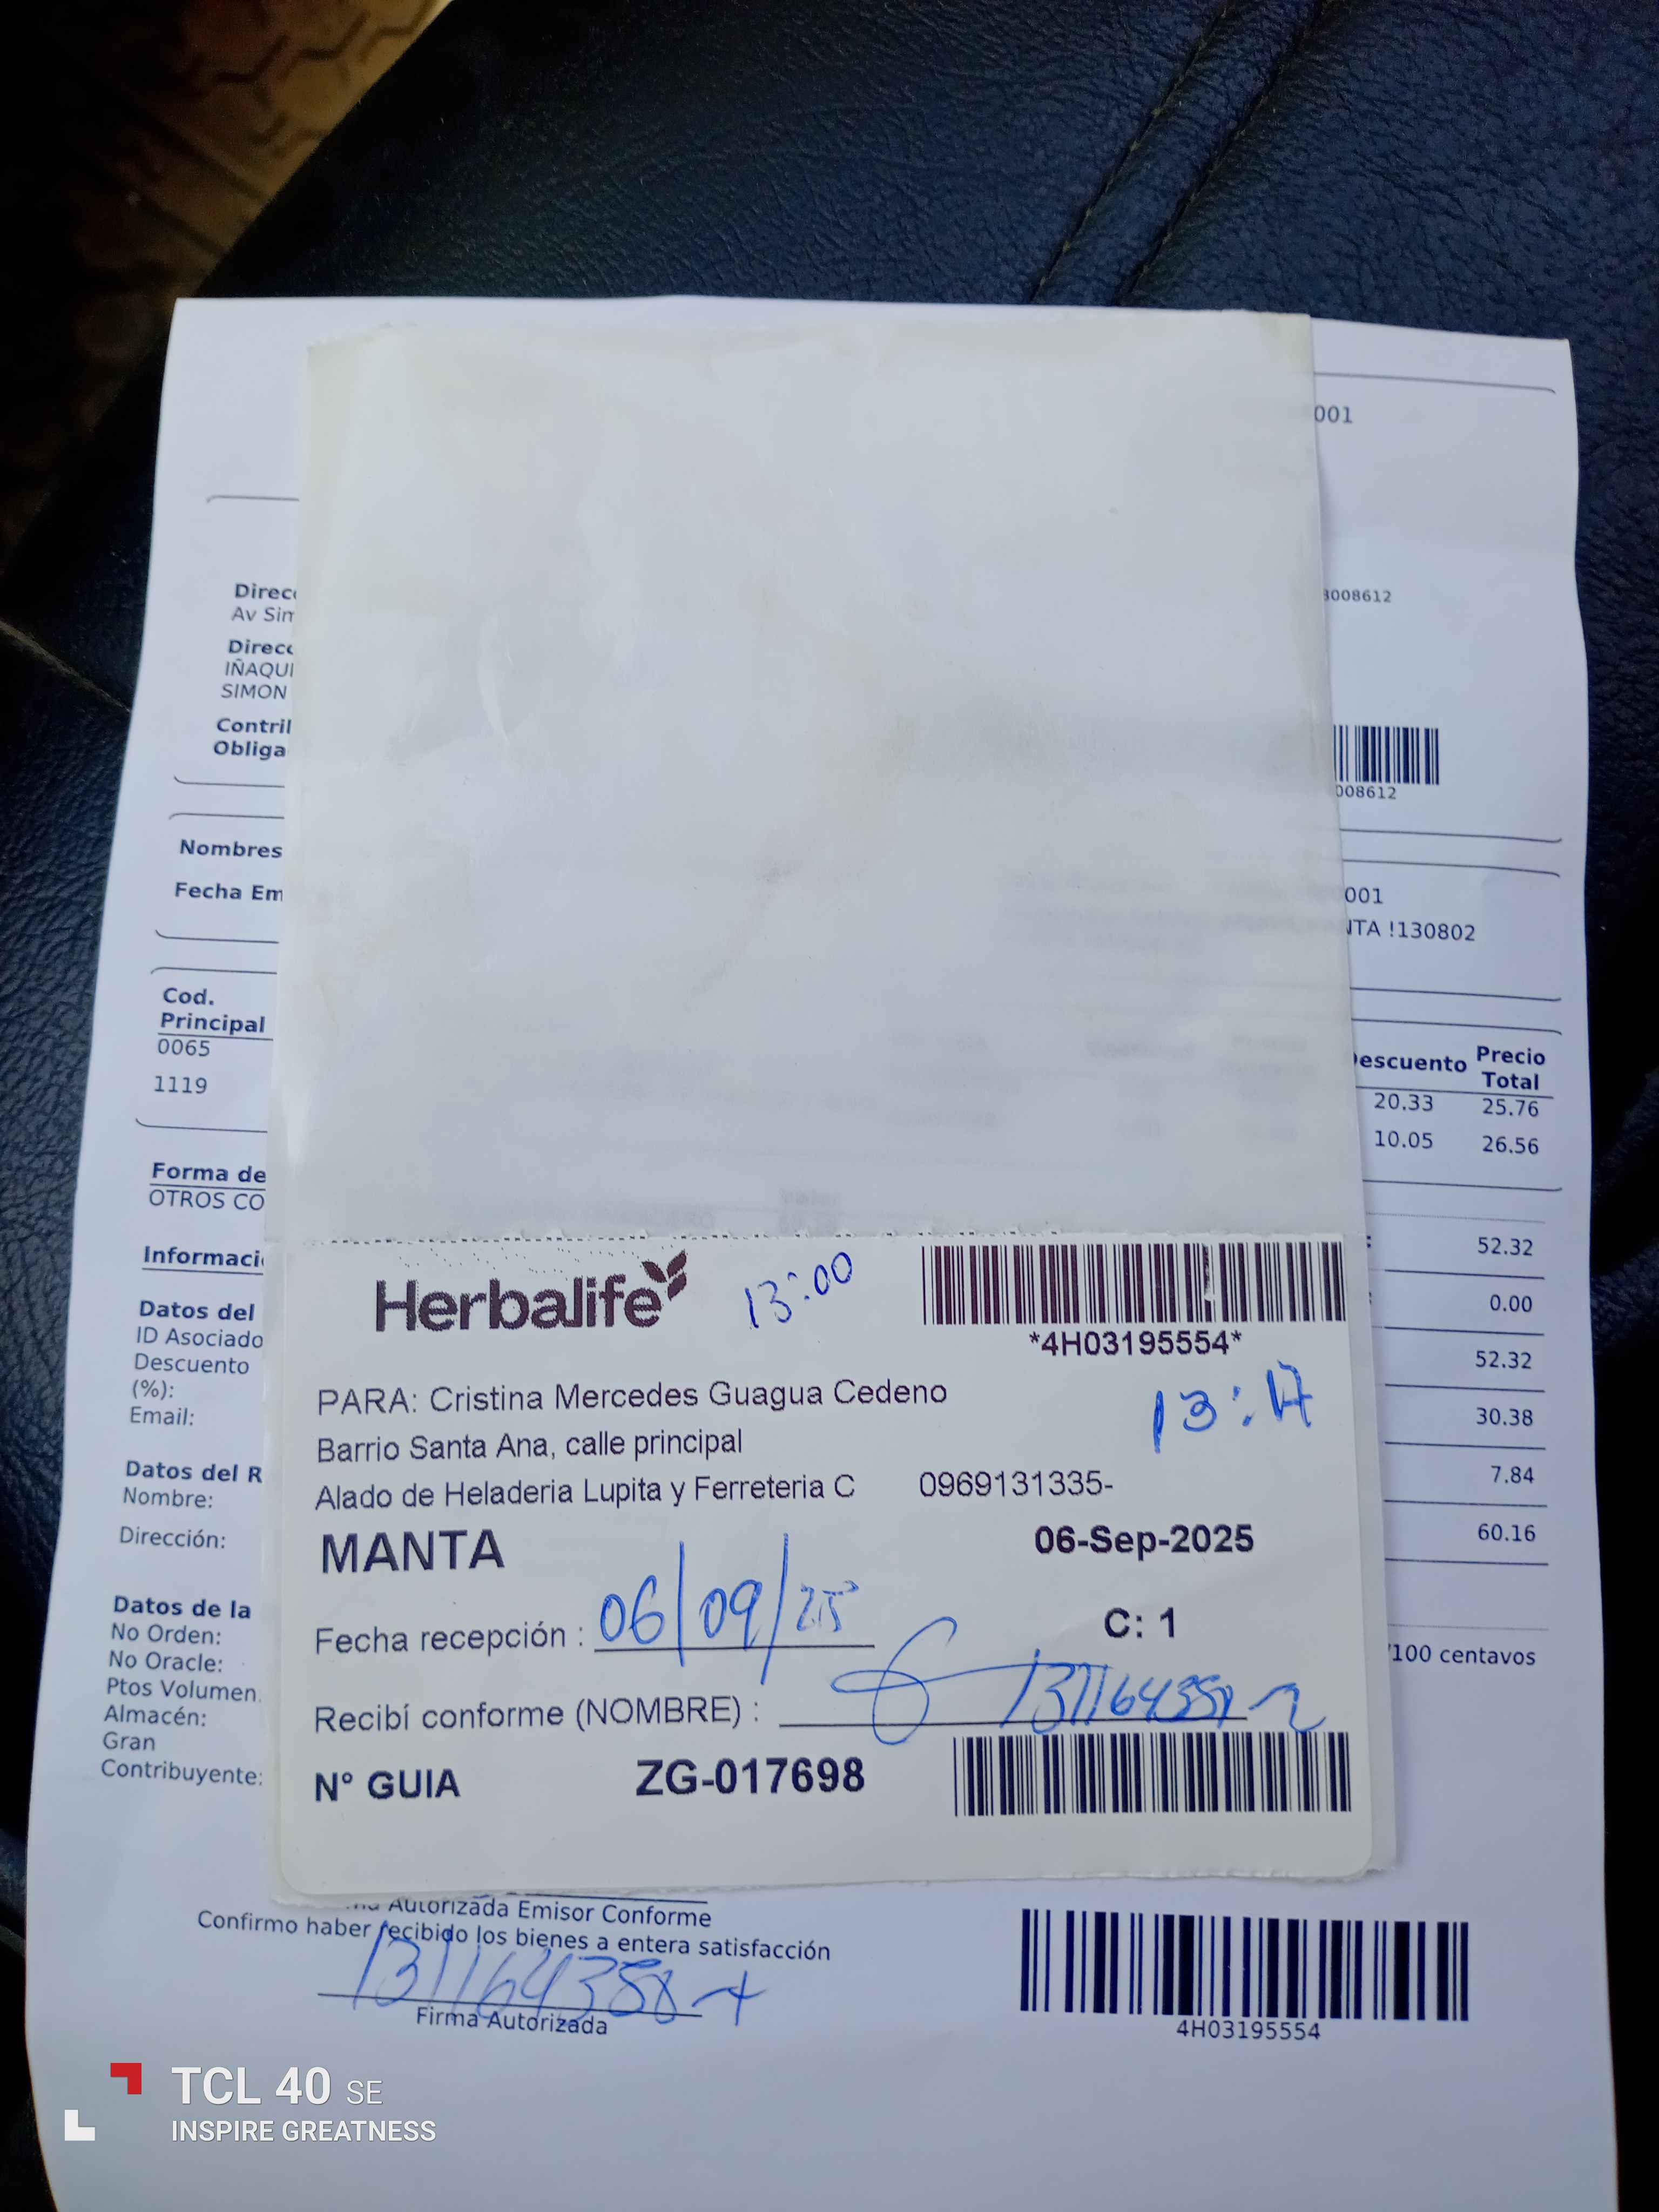 001
Direc
Av Sim
3008612
Direcc
IÑAQUI
SIMON
Contril
Obliga
008612
Nombres
Fecha Em
001
NTA !130802
Cod.
Principal
escuento Precio
Total
0065 20.33 25.76
1119 10.05 26.56
Forma de
OTROS CO
52.32
Informaci
0.00
Datos del
ID Asociado
52.32
Descuento
(%):
Email:
30.38
Datos del R
7.84
Nombre:
Dirección:
60.16
Datos de la
No Orden:
/100 centavos
No Oracle:
Ptos Volumen
Almacén:
Gran
Contribuyente:
Herbalife 13:00
*4H03195554*
PARA: Cristina Mercedes Guagua Cedeno
13:17
Barrio Santa Ana, calle principal
Alado de Heladeria Lupita y Ferreteria C 0969131335-
MANTA 06-Sep-2025
Fecha recepción : 06/09/25 C: 1
Recibí conforme (NOMBRE) :
N° GUIA ZG-017698
Autorizada Emisor Conforme
Confirmo haber recibido los bienes a entera satisfacción
Firma Autorizada
4H03195554
TCL 40 SE
INSPIRE GREATNESS